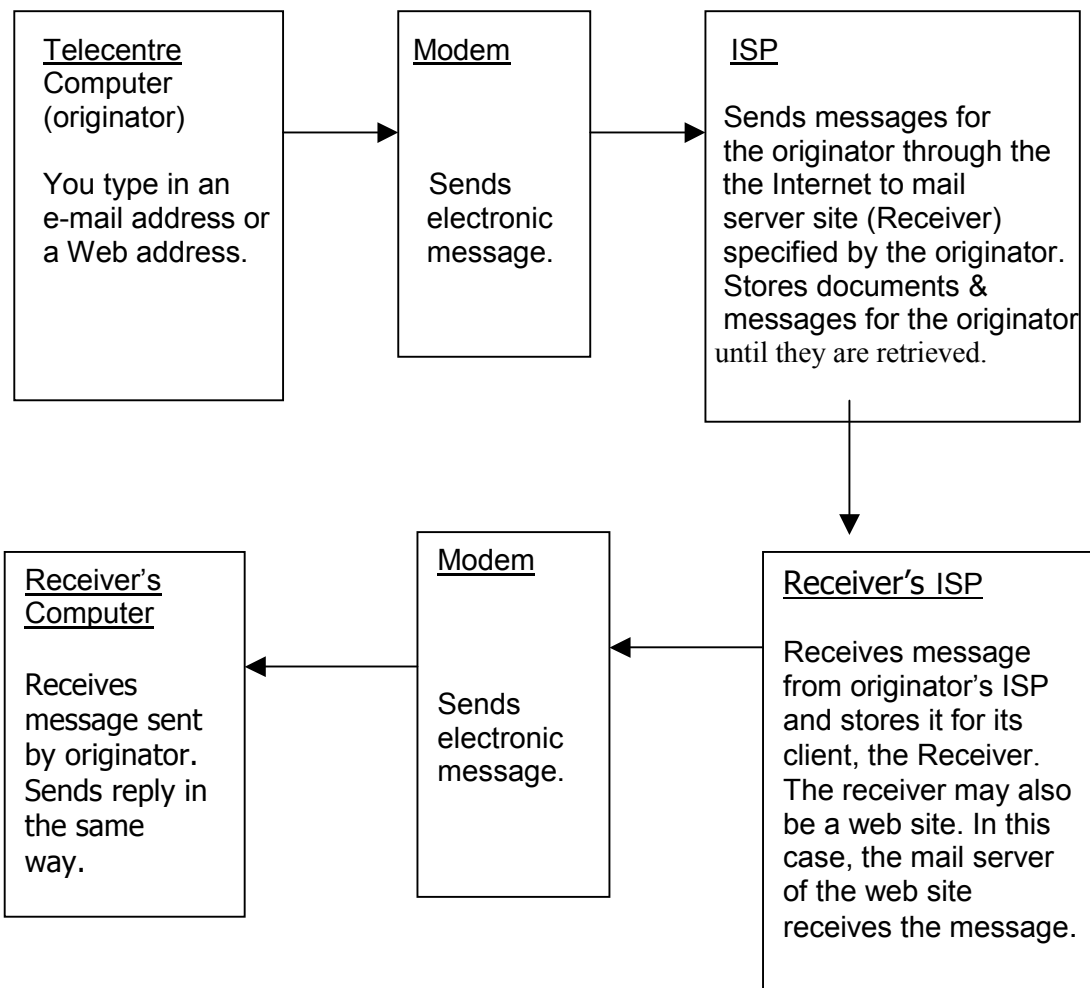 Telecentre
Computer
(originator)
You type in an
e-mail address or
a Web address.
Modem
Sends
electronic
message.
ISP
Sends messages for
the originator through the
the Internet to mail
server site (Receiver)
specified by the originator.
Stores documents &
messages for the originator
until they are retrieved.
Receiver's
Computer
Receives
message sent
by originator.
Sends reply in
the same
way.
Modem
Sends
electronic
message.
Receiver's ISP
Receives message
from originator's ISP
and stores it for its
client, the Receiver.
The receiver may also
be a web site. In this
case, the mail server
of the web site
receives the message.